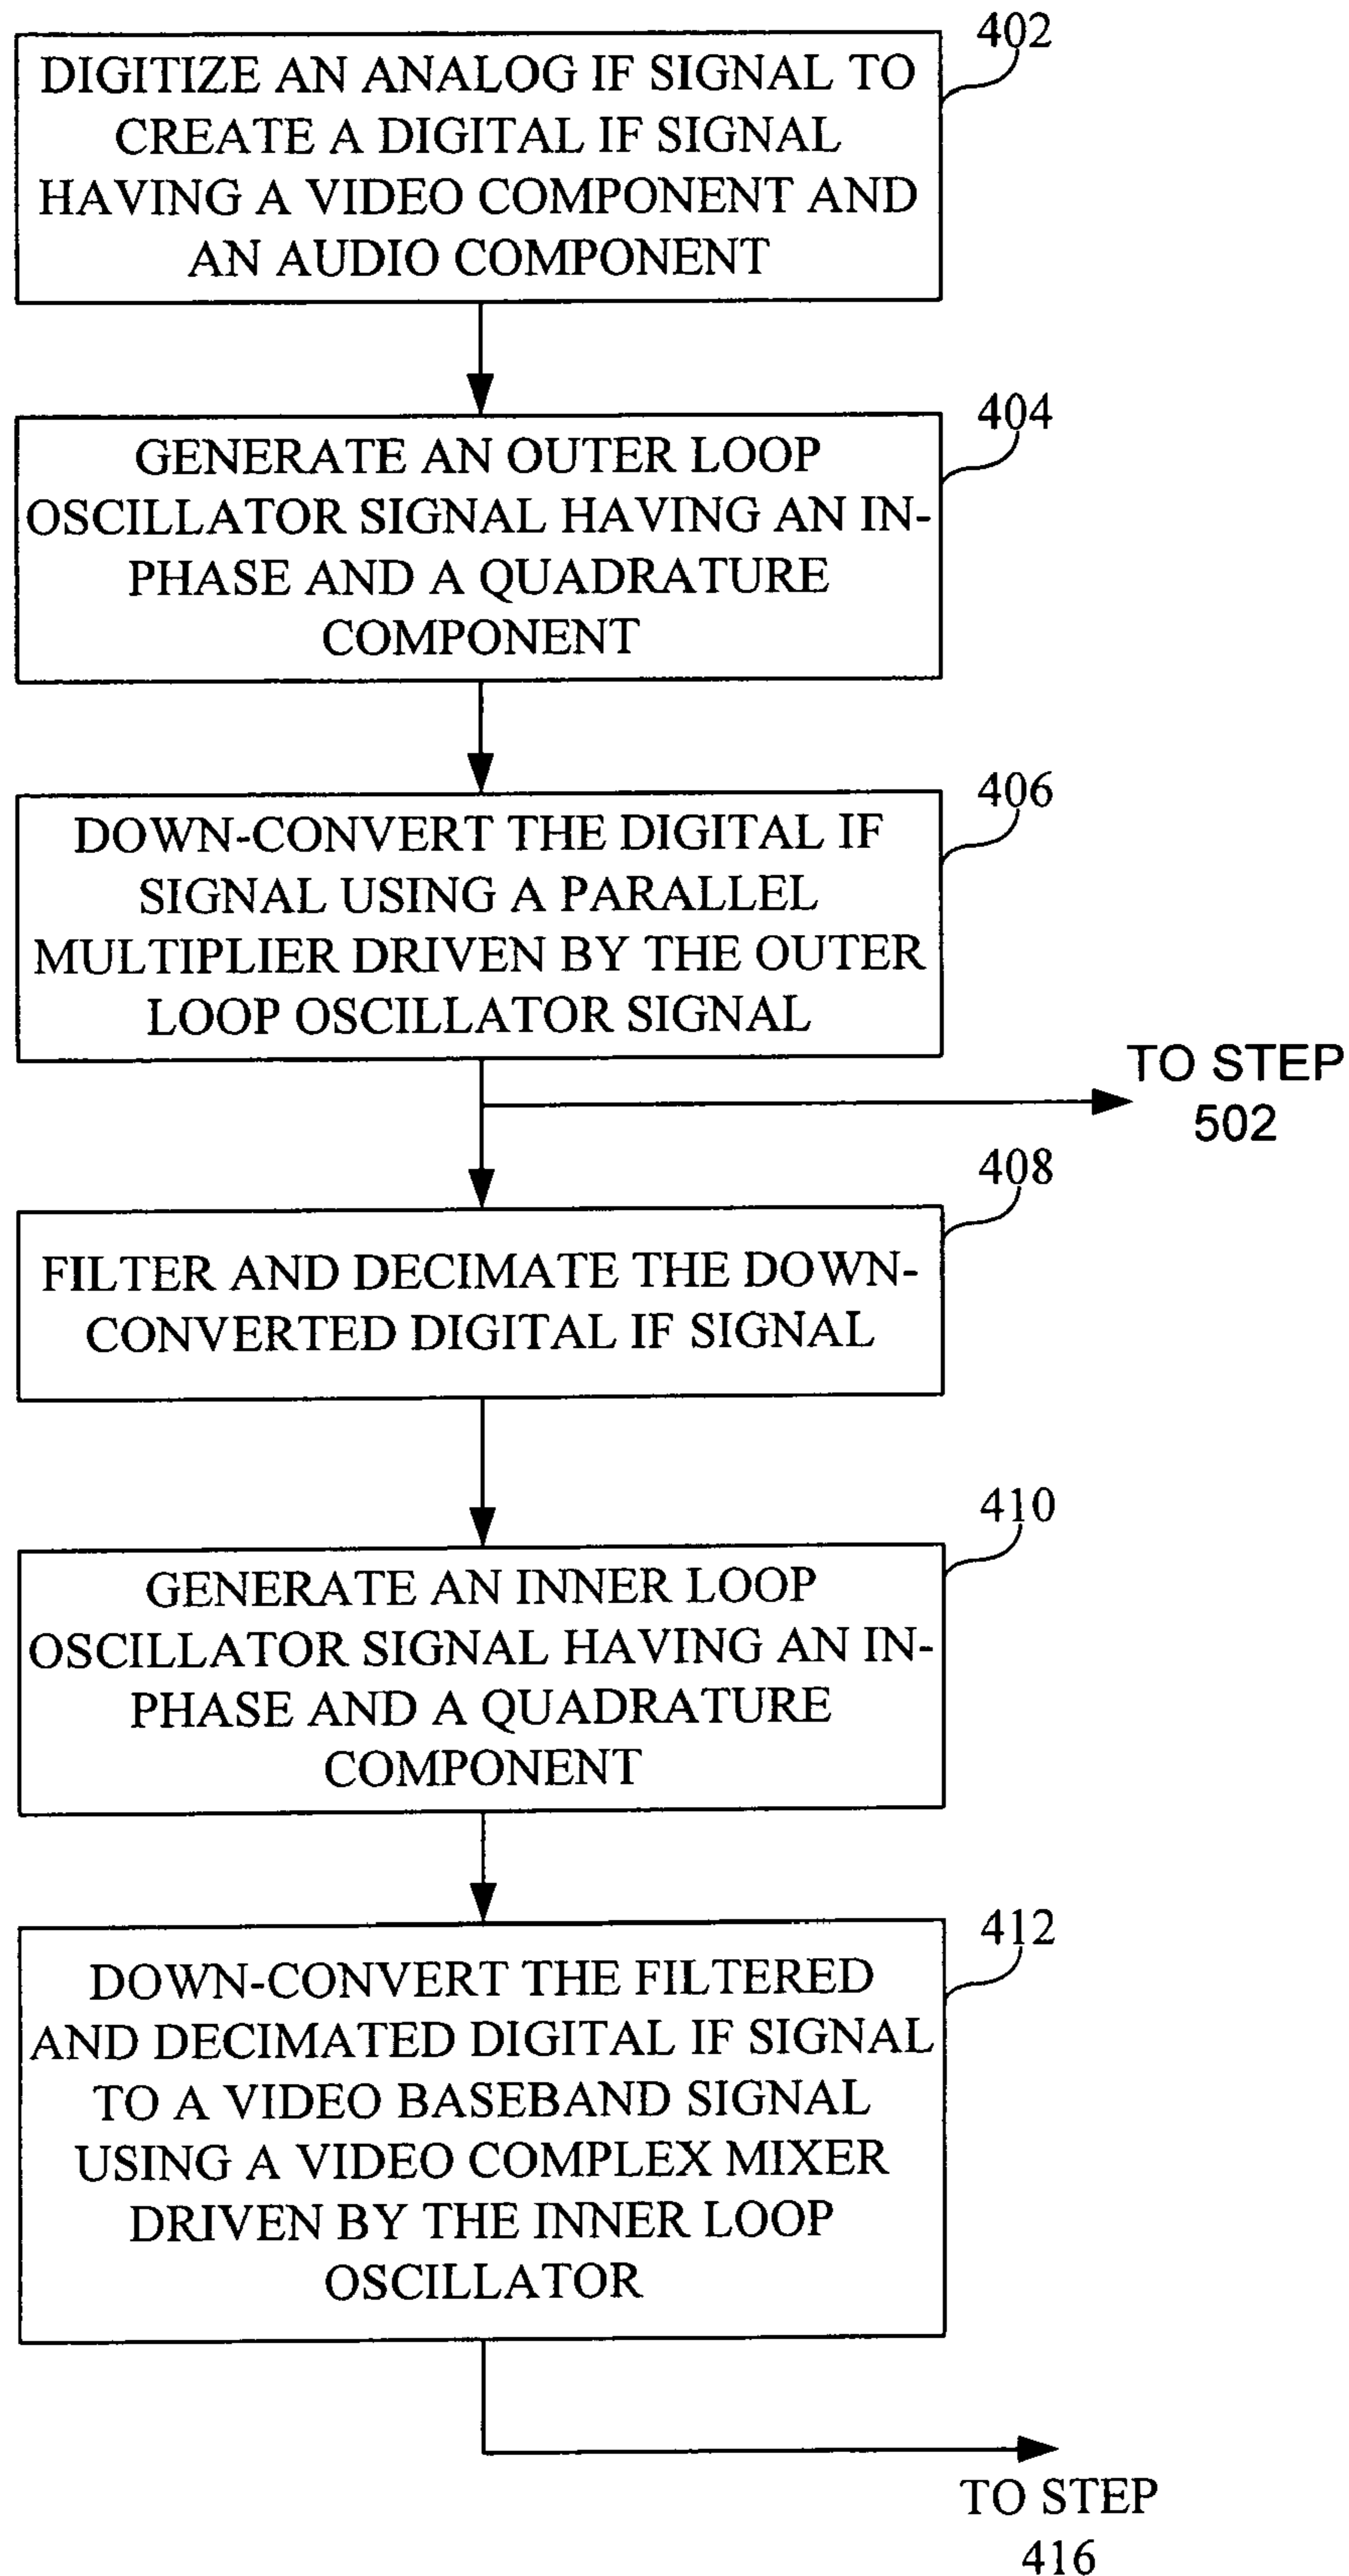 402
DIGITIZE AN ANALOG IF SIGNAL TO
CREATE A DIGITAL IF SIGNAL
HAVING A VIDEO COMPONENT AND
AN AUDIO COMPONENT
404
GENERATE AN OUTER LOOP
OSCILLATOR SIGNAL HAVING AN IN-
PHASE AND A QUADRATURE
COMPONENT
406
DOWN-CONVERT THE DIGITAL IF
SIGNAL USING A PARALLEL
MULTIPLIER DRIVEN BY THE OUTER
LOOP OSCILLATOR SIGNAL
TO STEP
502
408
FILTER AND DECIMATE THE DOWN-
CONVERTED DIGITAL IF SIGNAL
410
GENERATE AN INNER LOOP
OSCILLATOR SIGNAL HAVING AN IN-
PHASE AND A QUADRATURE
COMPONENT
412
DOWN-CONVERT THE FILTERED
AND DECIMATED DIGITAL IF SIGNAL
TO A VIDEO BASEBAND SIGNAL
USING A VIDEO COMPLEX MIXER
DRIVEN BY THE INNER LOOP
OSCILLATOR
TO STEP
416